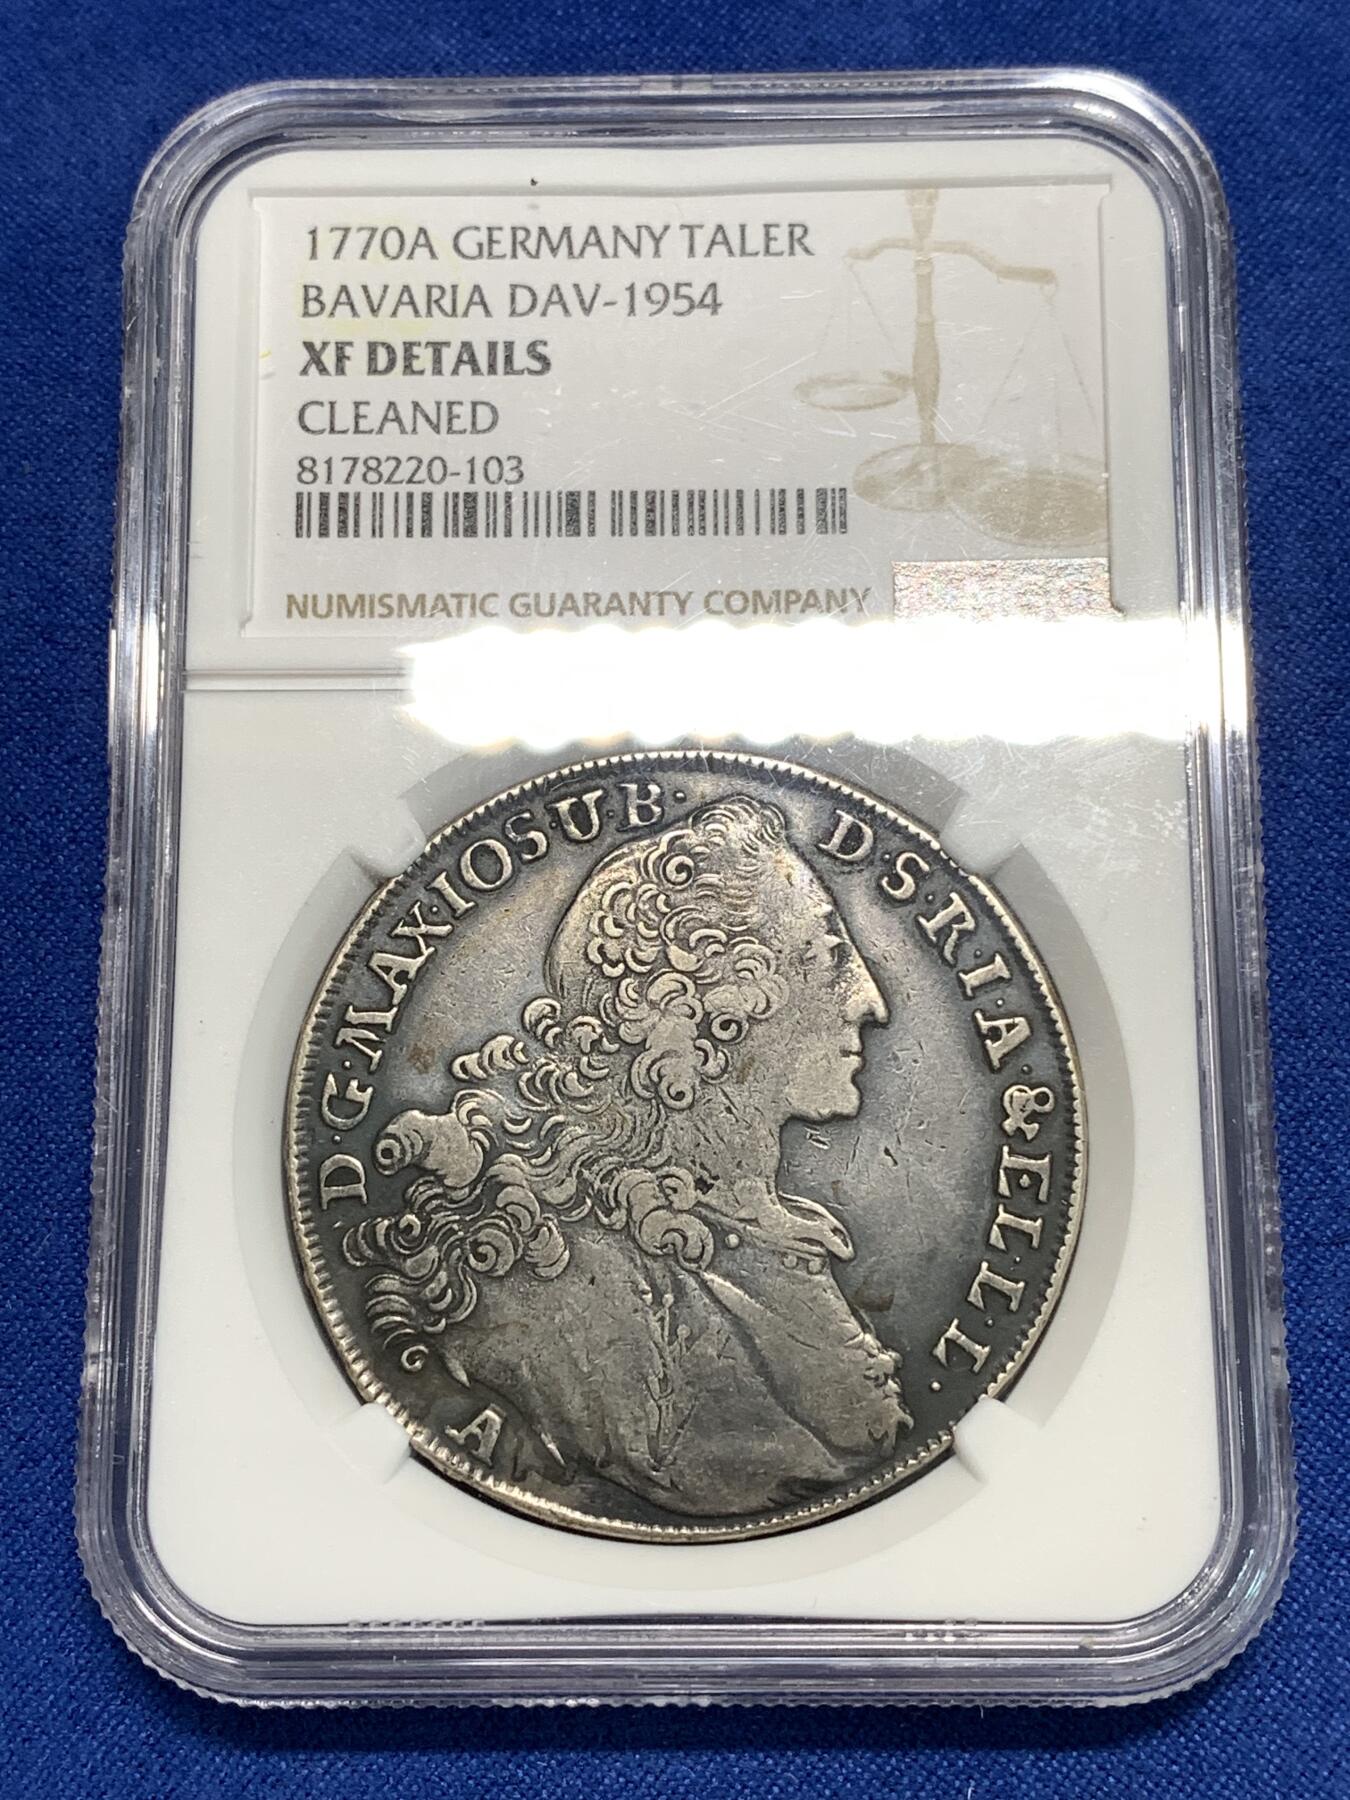 1770A GERMANY TALER
BAVARIA DAV-1954
XF DETAILS
CLEANED
8178220-103
NUMISMATIC GUARANTY COMPANY
D·G·MAX·IOS·U·B· D·S·R·I·A·&·EL·L·L·
A